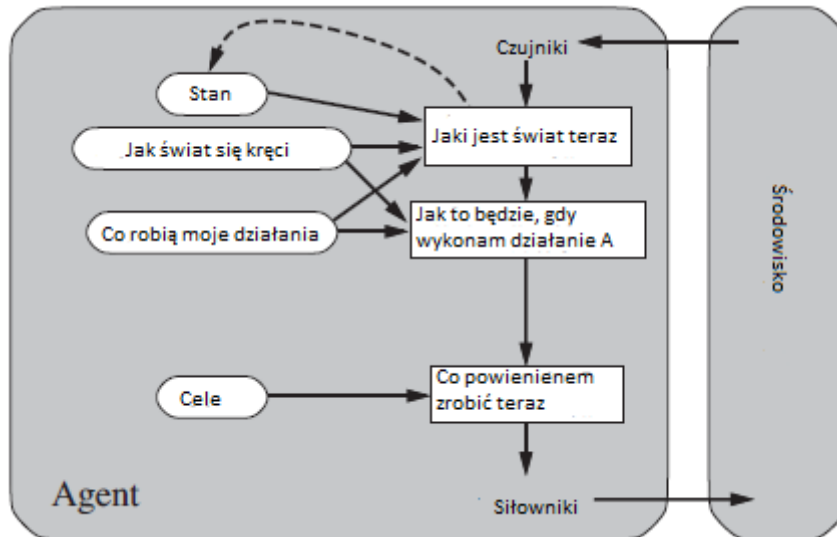 Czujniki
Stan
Jaki jest świat teraz
Jak świat się kręci
Co robią moje działania
Jak to będzie, gdy
wykonam działanie A
Środowisko
Cele
Co powienienem
zrobić teraz
Agent
Siłowniki